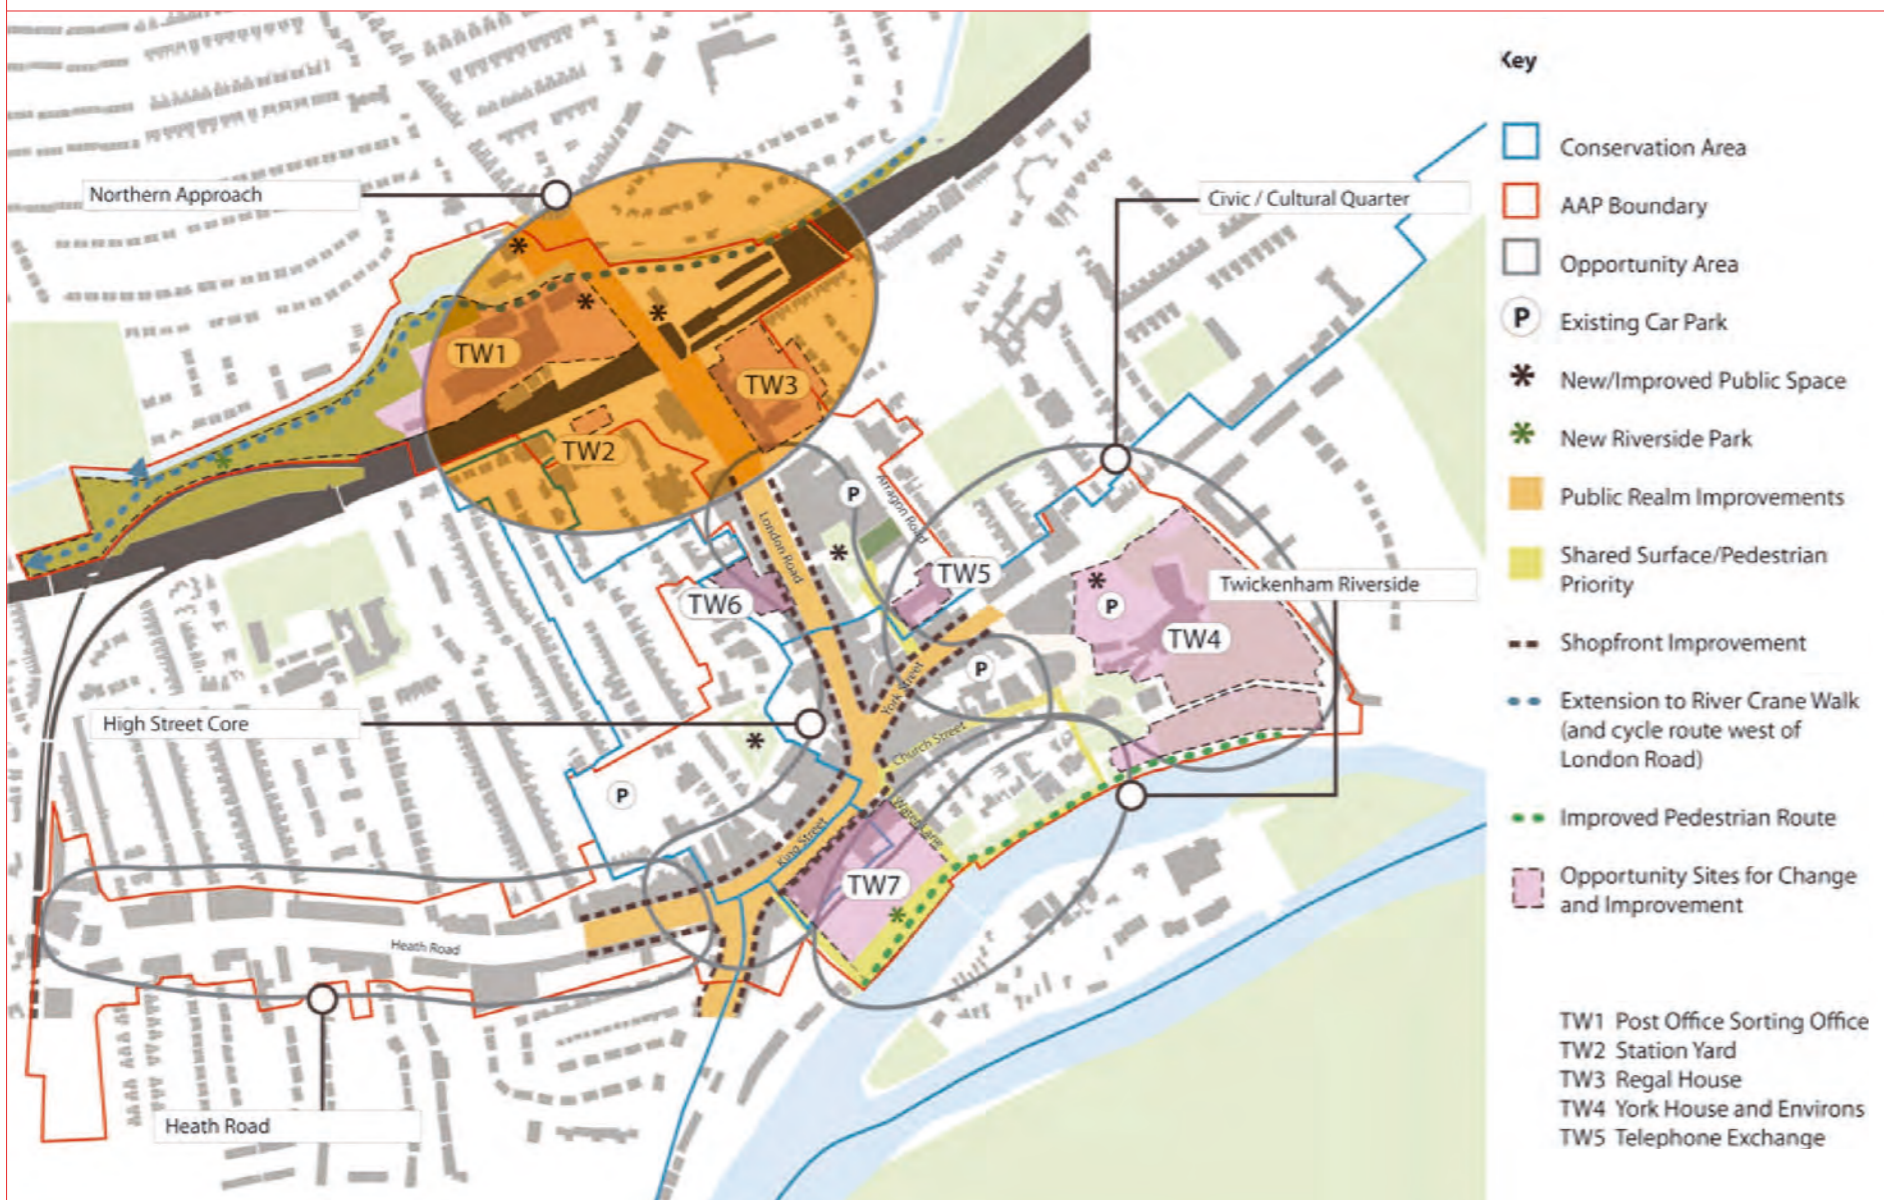 Key
Northern Approach
Civic / Cultural Quarter
Conservation Area
AAP Boundary
Opportunity Area
P Existing Car Park
New/Improved Public Space
New Riverside Park
Public Realm Improvements
Shared Surface/Pedestrian
Priority
Shopfront Improvement
Extension to River Crane Walk
(and cycle route west of
London Road)
Improved Pedestrian Route
Opportunity Sites for Change
and Improvement
TW1 Post Office Sorting Office
TW2 Station Yard
TW3 Regal House
TW4 York House and Environs
TW5 Telephone Exchange
TW1
TW3
TW2
P
Arragon Road
London Road
TW5
TW6
Twickenham Riverside
P
TW4
P
York Street
High Street Core
Church Street
P
Water Lane
King Street
TW7
Heath Road
Heath Road